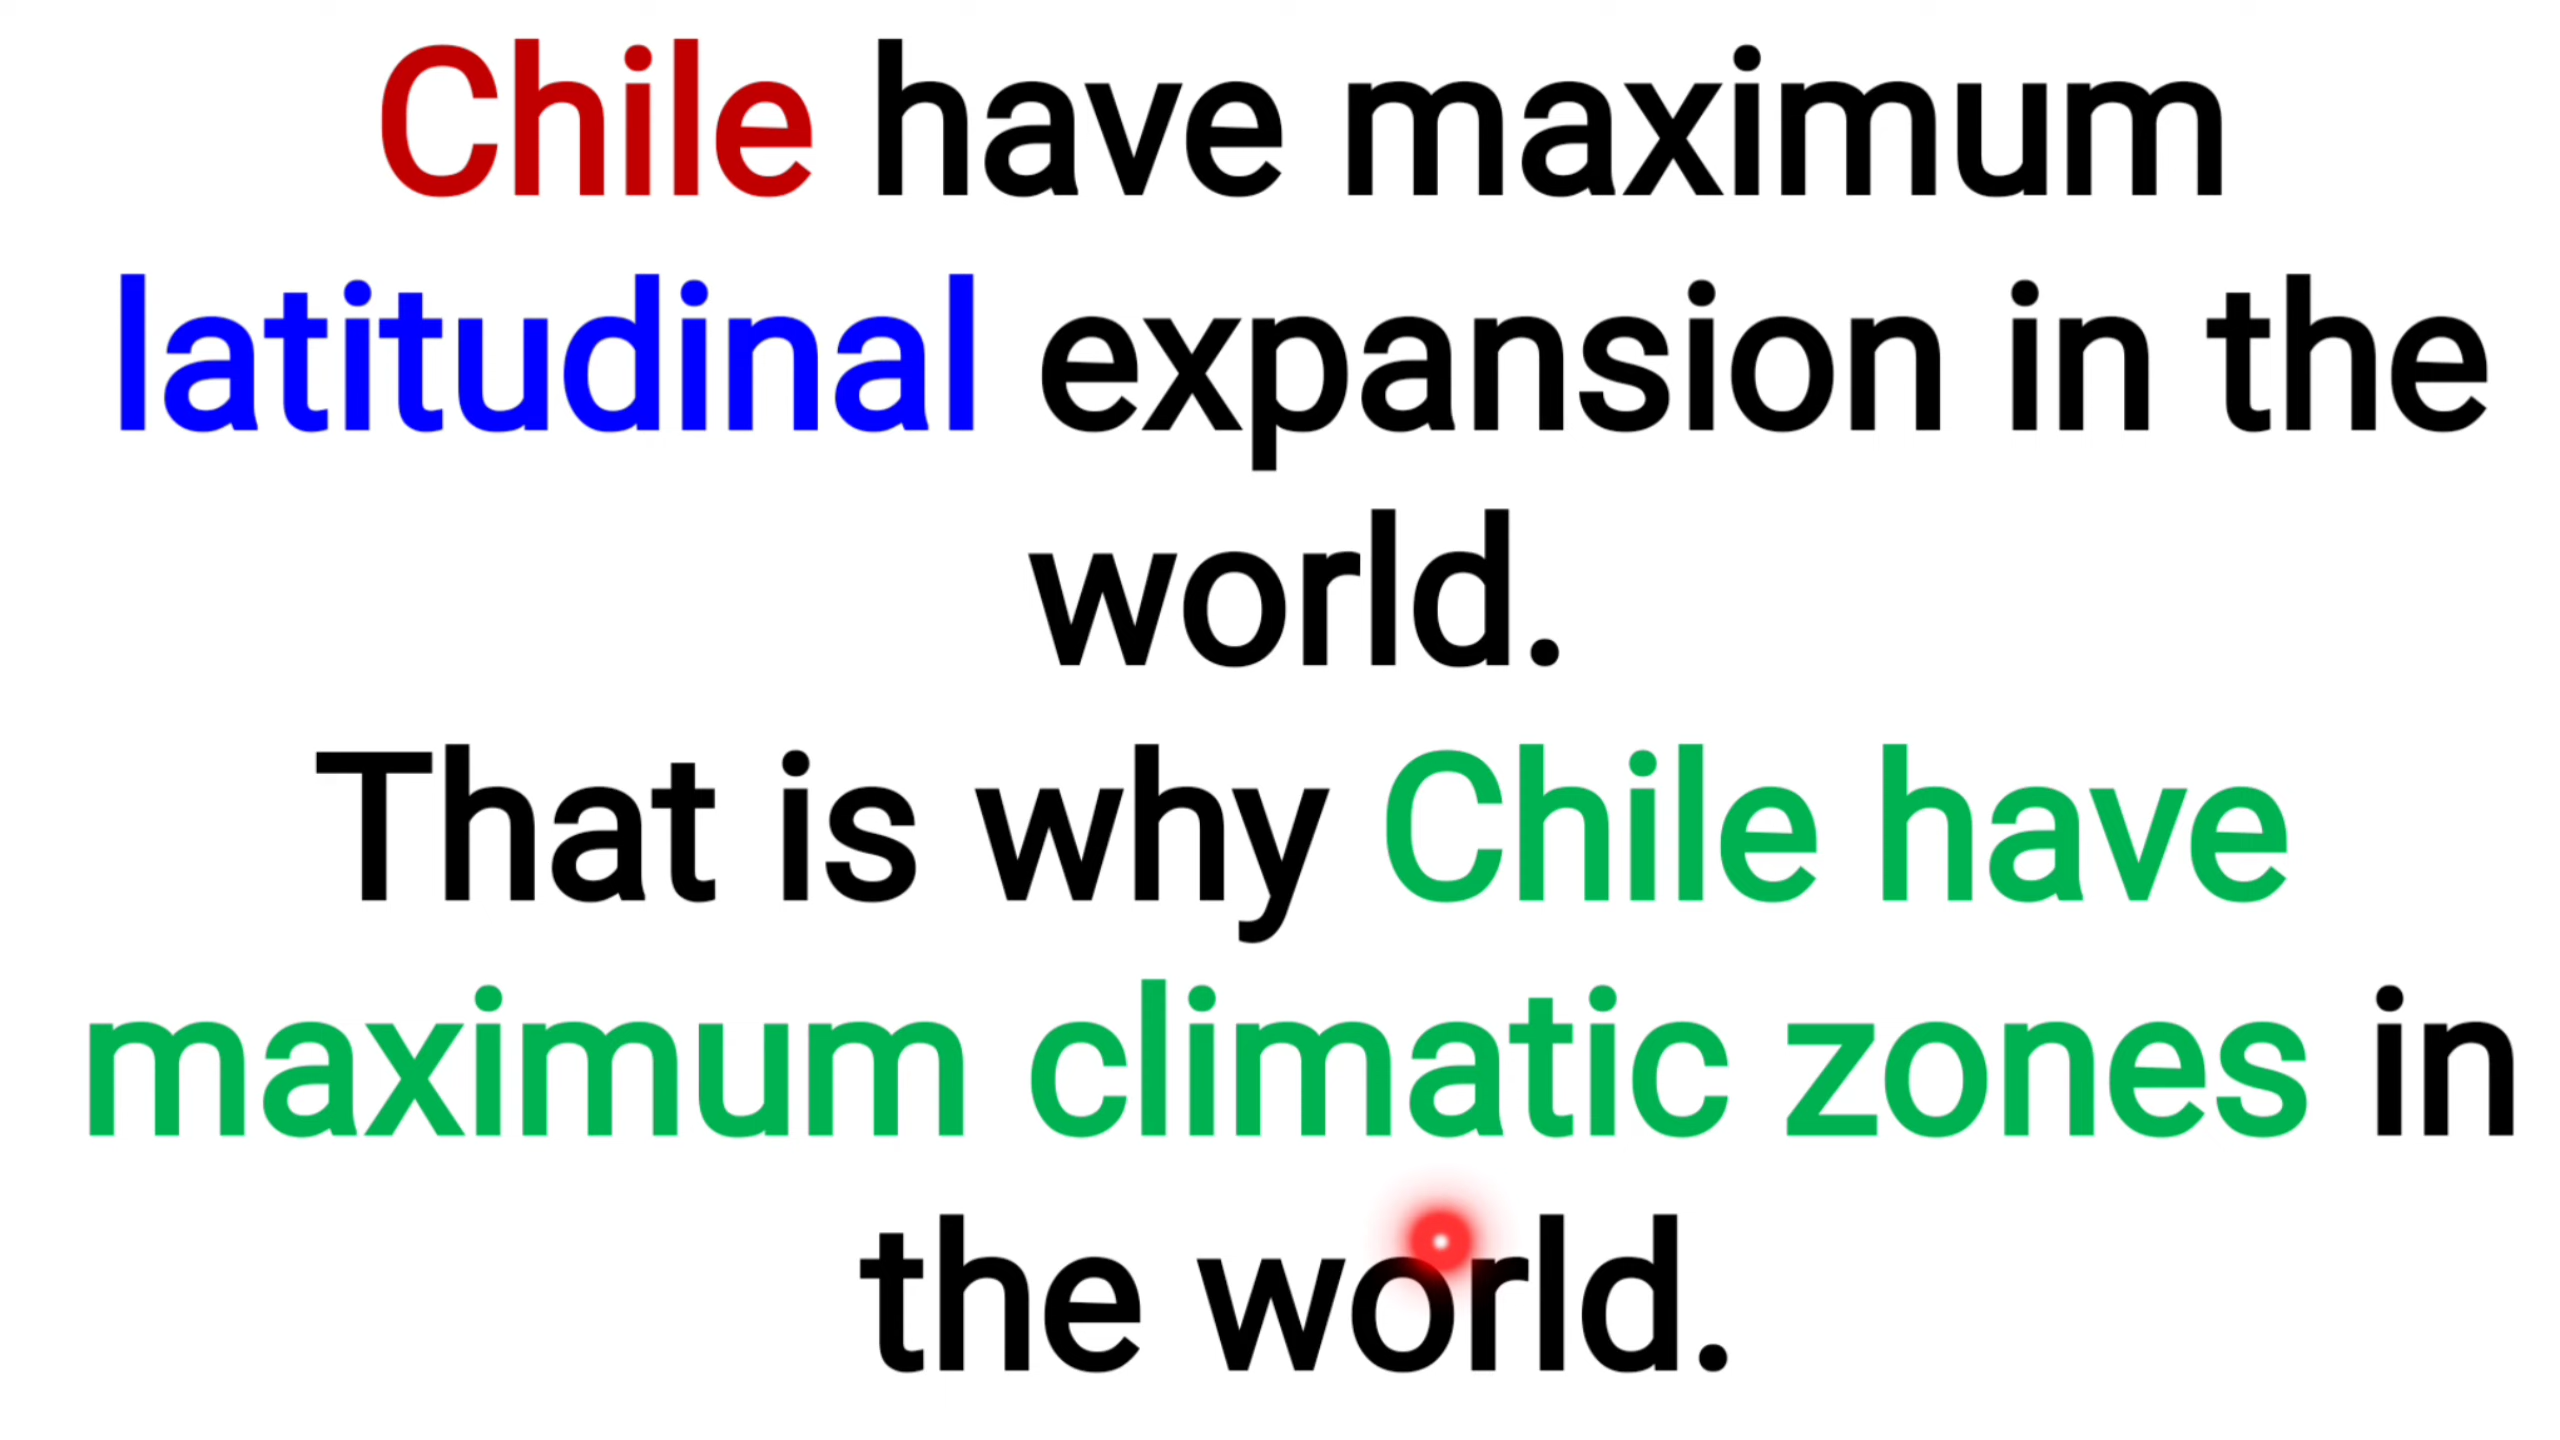 Chile have maximum
latitudinal expansion in the
world.
That is why Chile have
maximum climatic zones in
the world.